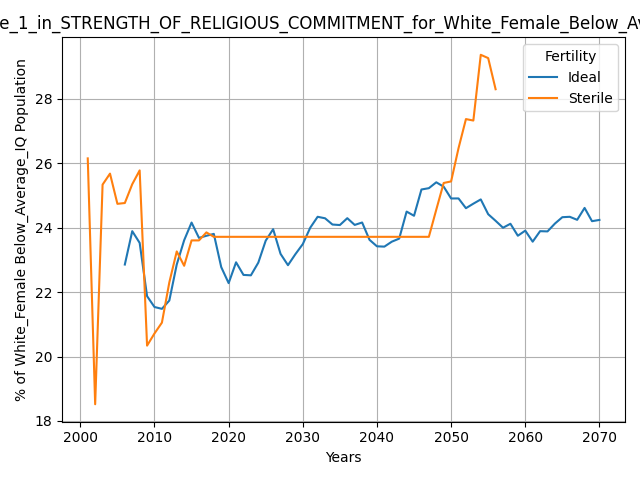 e_1_in_STRENGTH_OF_RELIGIOUS_COMMITMENT_for_White_Female_Below_Av
Fertility
Ideal
Sterile
% of White_Female Below_Average_IQ Population
28
26
24
22
20
18
2000 2010 2020 2030 2040 2050 2060 2070
Years